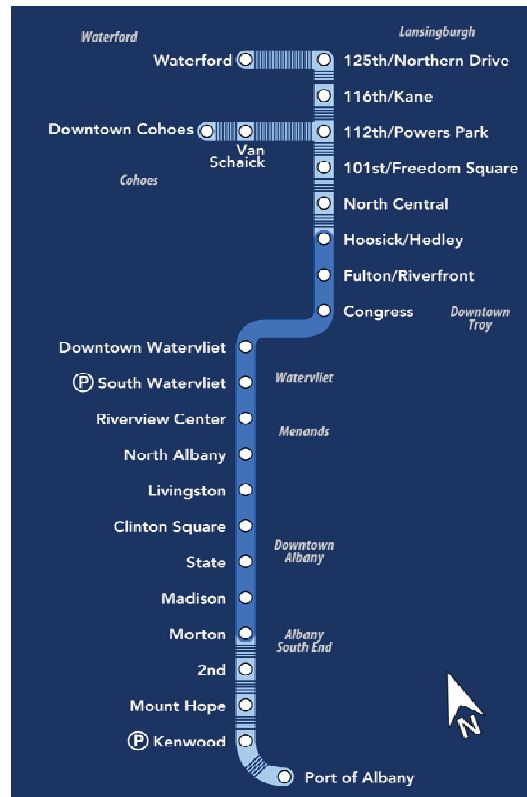 Waterford
Lansingburgh
Waterford
125th/Northern Drive
116th/Kane
Downtown Cohoes
Van
Schaick
112th/Powers Park
Cohoes
101st/Freedom Square
North Central
Hoosick/Hedley
Fulton/Riverfront
Congress
Downtown
Troy
Downtown Watervliet
P South Watervliet
Watervliet
Riverview Center
Menands
North Albany
Livingston
Clinton Square
Downtown
Albany
State
Madison
Morton
Albany
South End
2nd
Mount Hope
N
P Kenwood
Port of Albany